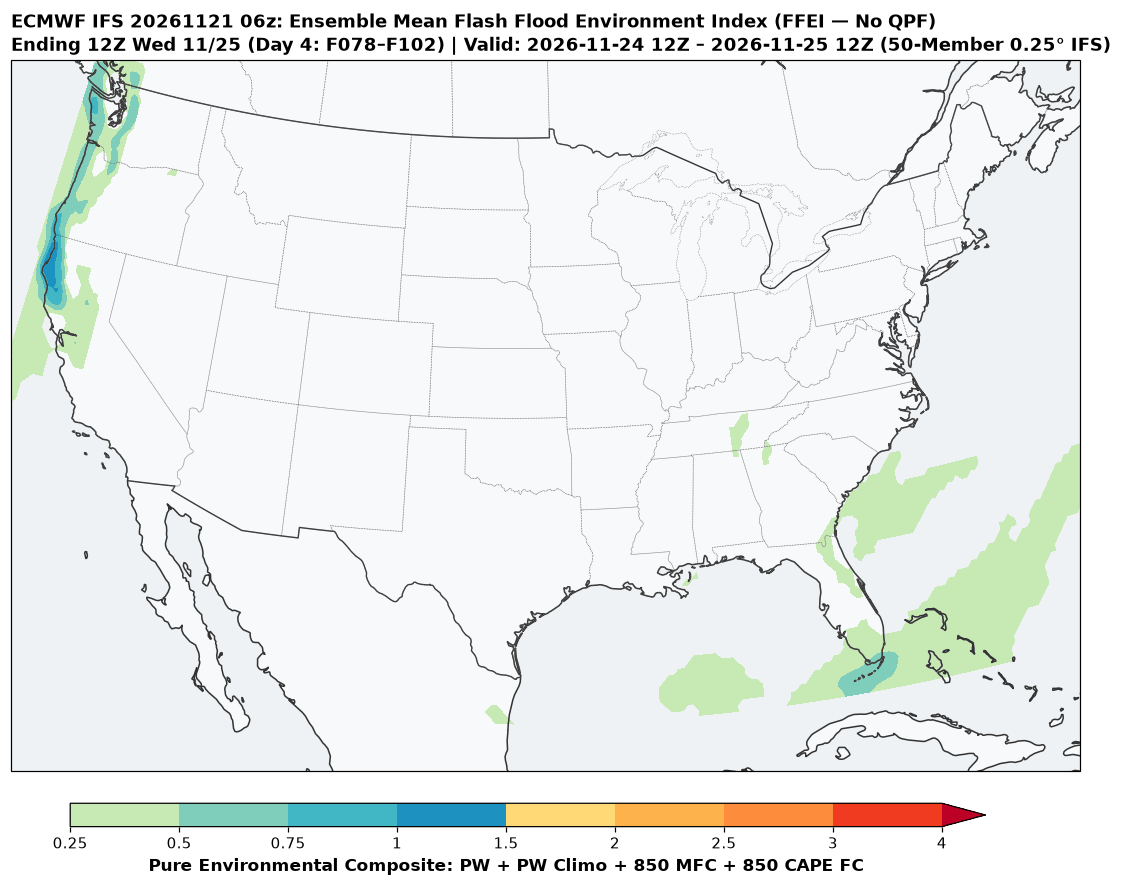 ECMWF IFS 20261121 06z: Ensemble Mean Flash Flood Environment Index (FFEI — No QPF)
Ending 12Z Wed 11/25 (Day 4: F078–F102) | Valid: 2026-11-24 12Z – 2026-11-25 12Z (50-Member 0.25° IFS)
0.25 0.5 0.75 1 1.5 2 2.5 3 4
Pure Environmental Composite: PW + PW Climo + 850 MFC + 850 CAPE FC